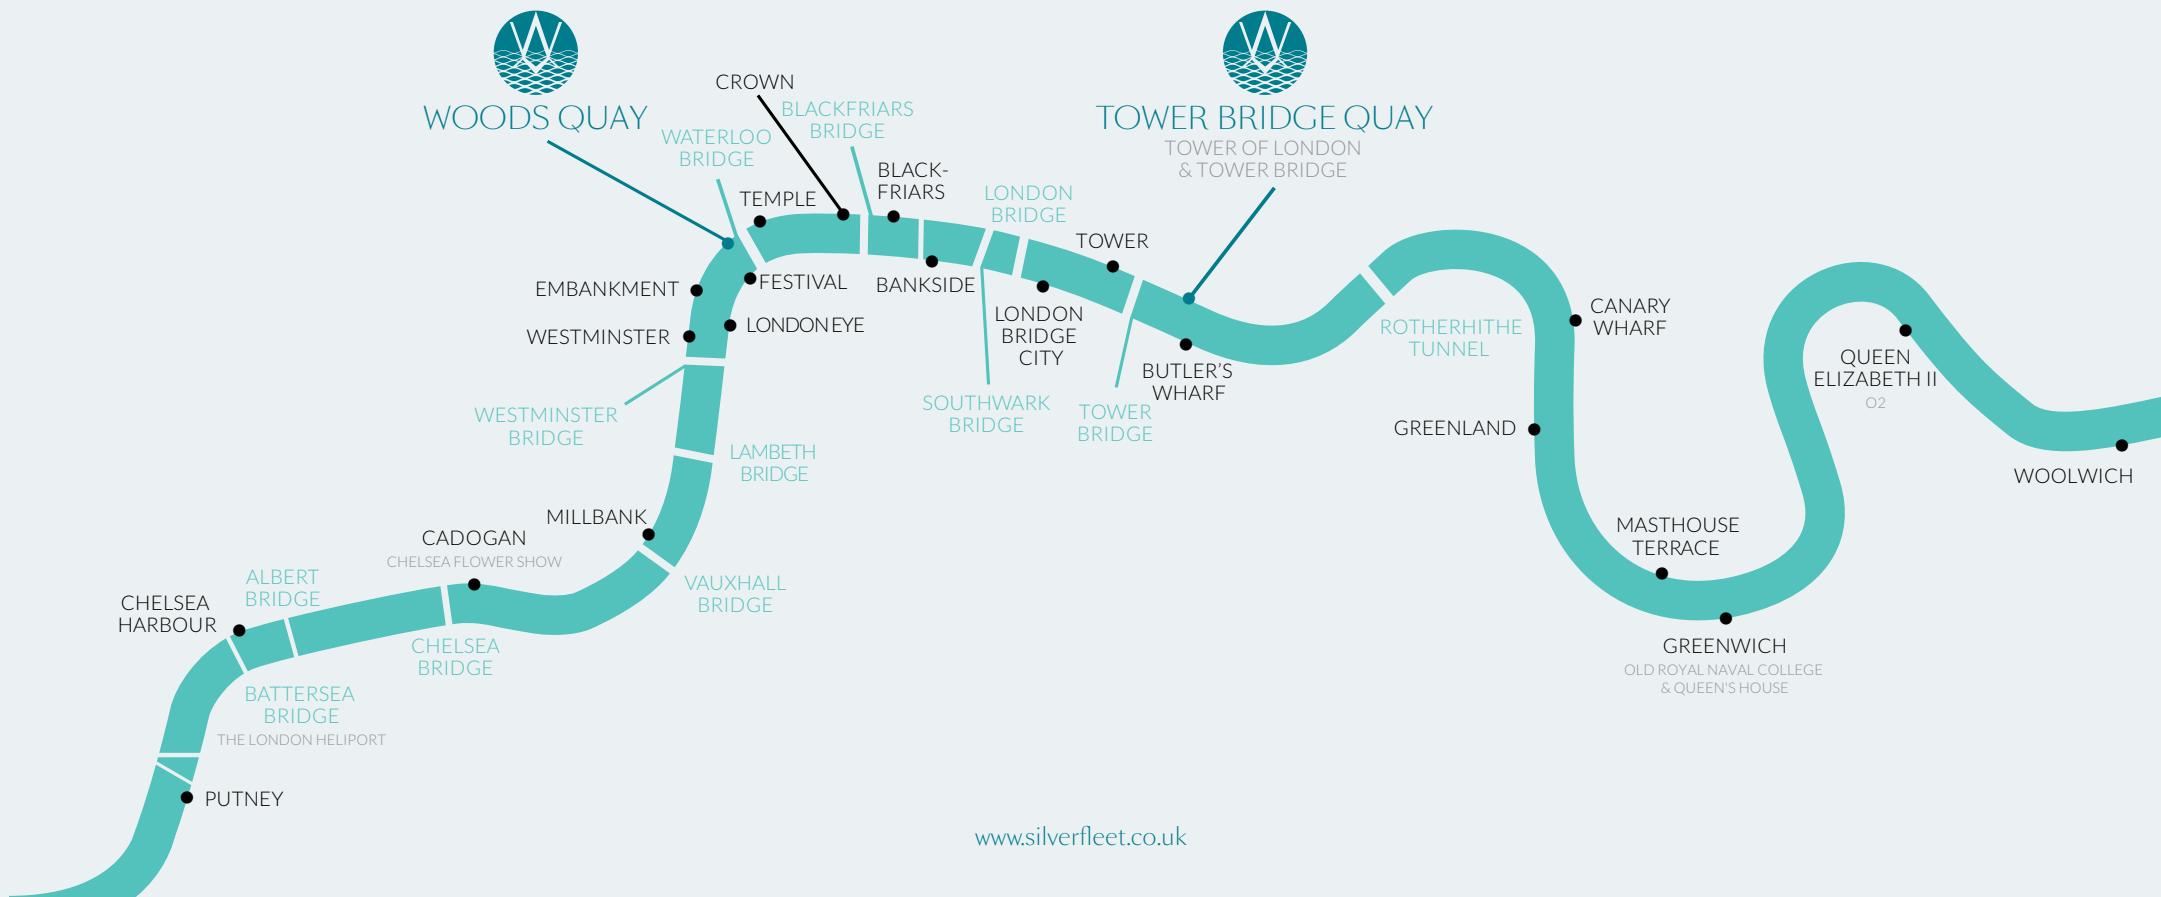 CROWN
WOODS QUAY
BLACKFRIARS
BRIDGE
TOWER BRIDGE QUAY
TOWER OF LONDON
& TOWER BRIDGE
WATERLOO
BRIDGE
BLACK-
FRIARS
TEMPLE
LONDON
BRIDGE
TOWER
EMBANKMENT
FESTIVAL
BANKSIDE
WESTMINSTER
LONDON EYE
LONDON
BRIDGE
CITY
ROTHERHITHE
TUNNEL
CANARY
WHARF
QUEEN
ELIZABETH II
O2
BUTLER'S
WHARF
WESTMINSTER
BRIDGE
SOUTHWARK
BRIDGE
TOWER
BRIDGE
GREENLAND
LAMBETH
BRIDGE
WOOLWICH
MILLBANK
CADOGAN
CHELSEA FLOWER SHOW
MASTHOUSE
TERRACE
ALBERT
BRIDGE
VAUXHALL
BRIDGE
CHELSEA
HARBOUR
CHELSEA
BRIDGE
GREENWICH
OLD ROYAL NAVAL COLLEGE
& QUEEN'S HOUSE
BATTERSEA
BRIDGE
THE LONDON HELIPORT
PUTNEY
www.silverfleet.co.uk